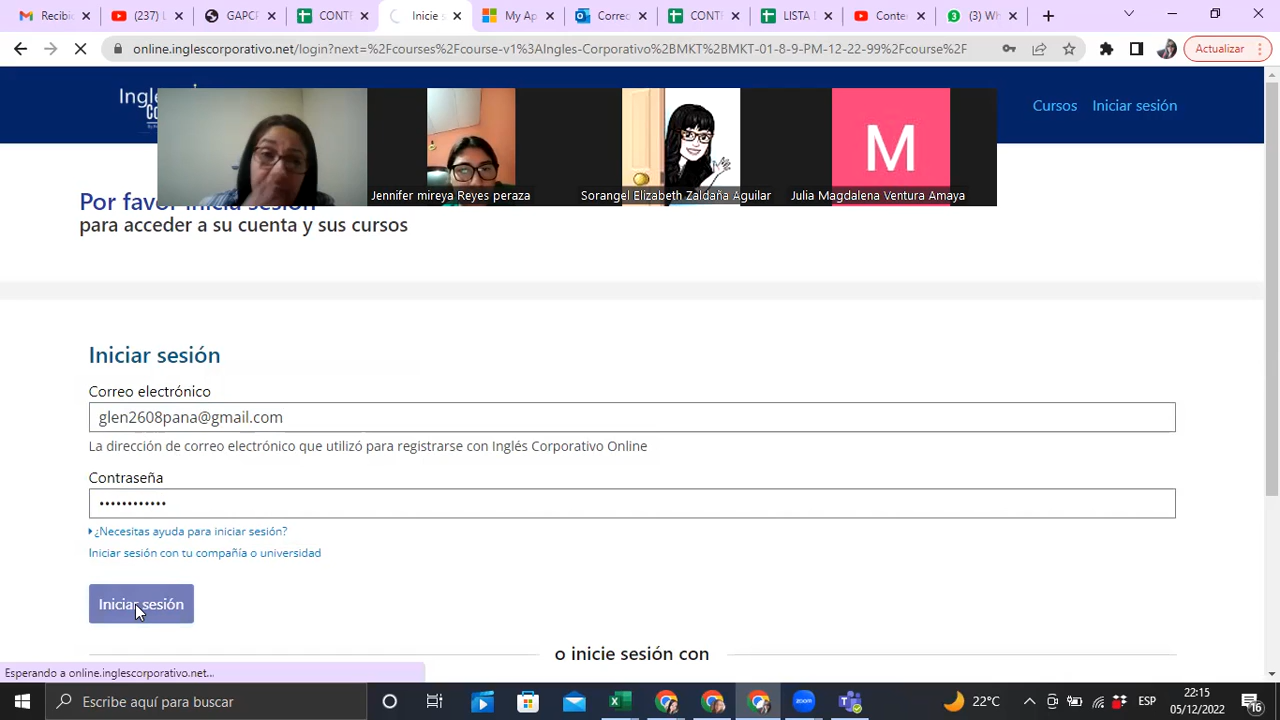 Recibi
(237
GAPC
CONTE
Inicie s
My Ap
Correc
CONTE
LISTA
Conte
(3) Wh
online.inglescorporativo.net/login?next=%2Fcourses%2Fcourse-v1%3AIngles-Corporativo%2BMKT%2BMKT-01-8-9-PM-12-22-99%2Fcourse%2F
Actualizar
Cursos
Iniciar sesión
Jennifer mireya Reyes peraza
Sorangel Elizabeth Zaldaña Aguilar
M
Julia Magdalena Ventura Amaya
Por favor inicia sesión
para acceder a su cuenta y sus cursos
Iniciar sesión
Correo electrónico
glen2608pana@gmail.com
La dirección de correo electrónico que utilizó para registrarse con Inglés Corporativo Online
Contraseña
••••••••••••
¿Necesitas ayuda para iniciar sesión?
Iniciar sesión con tu compañía o universidad
Iniciar sesión
o inicie sesión con
Esperando a online.inglescorporativo.net...
Escribe aquí para buscar
zoom
22°C
ESP
22:15
05/12/2022
16